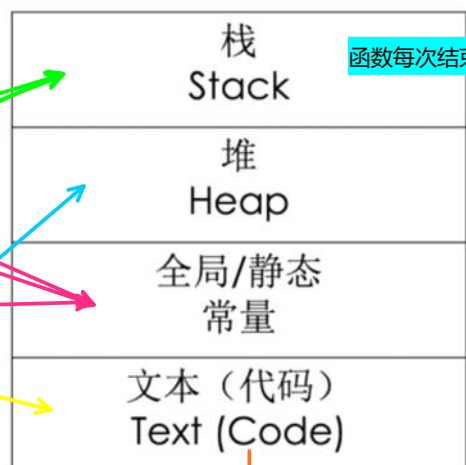 栈
Stack
函数每次结束
堆
Heap
全局/静态
常量
文本（代码）
Text (Code)